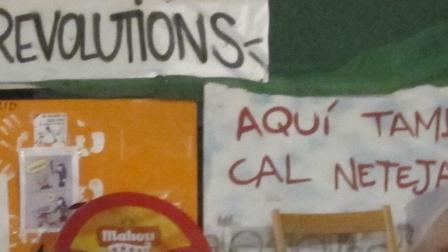 REVOLUTIONS
AQUÍ TAM
CAL NETEJA
Mahou